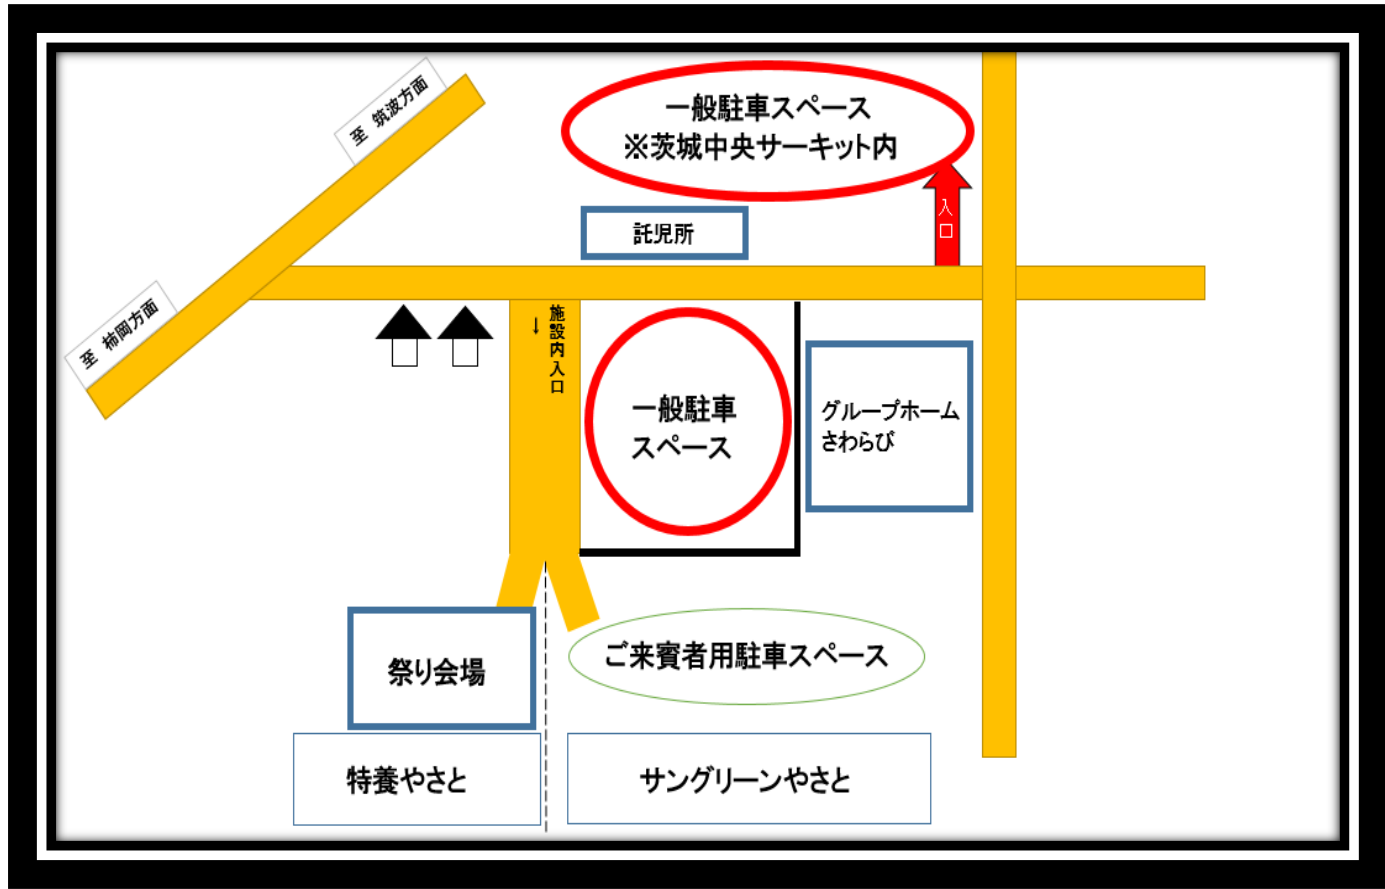 至 筑波方面
一般駐車スペース
※茨城中央サーキット内
入口
託児所
至 柿岡方面
施設内入口
↓
一般駐車
スペース
グループホーム
さわらび
祭り会場
ご来賓者用駐車スペース
特養やさと
サングリーンやさと